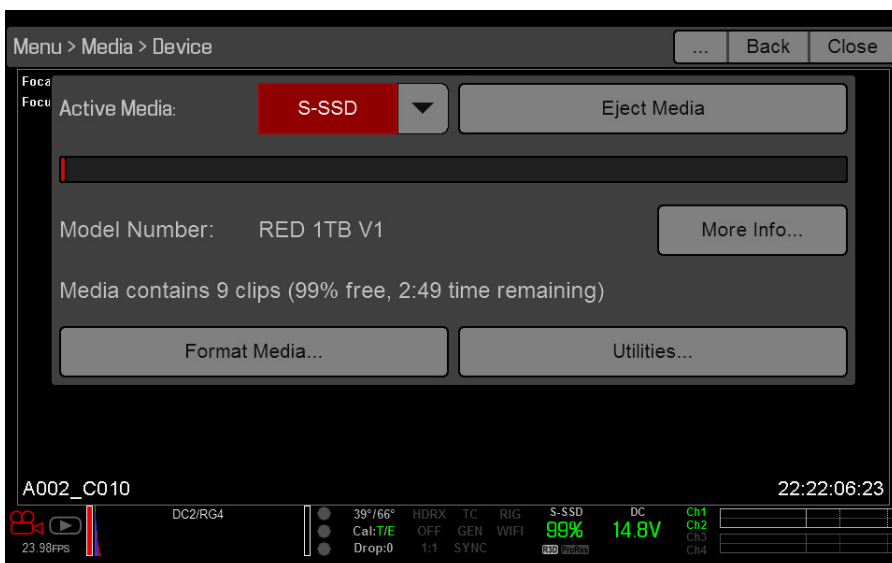 Menu > Media > Device
... Back Close
Foca
Focu
Active Media: S-SSD Eject Media
Model Number: RED 1TB V1 More Info...
Media contains 9 clips (99% free, 2:49 time remaining)
Format Media... Utilities...
A002_C010 22:22:06:23
DC2/RG4 39°/66° HDRX TC RIG S-SSD DC Ch1
Cal:T/E OFF GEN WIFI 99% 14.8V Ch2
Ch3
23.98FPS Drop:0 1:1 SYNC R3D ProRes Ch4